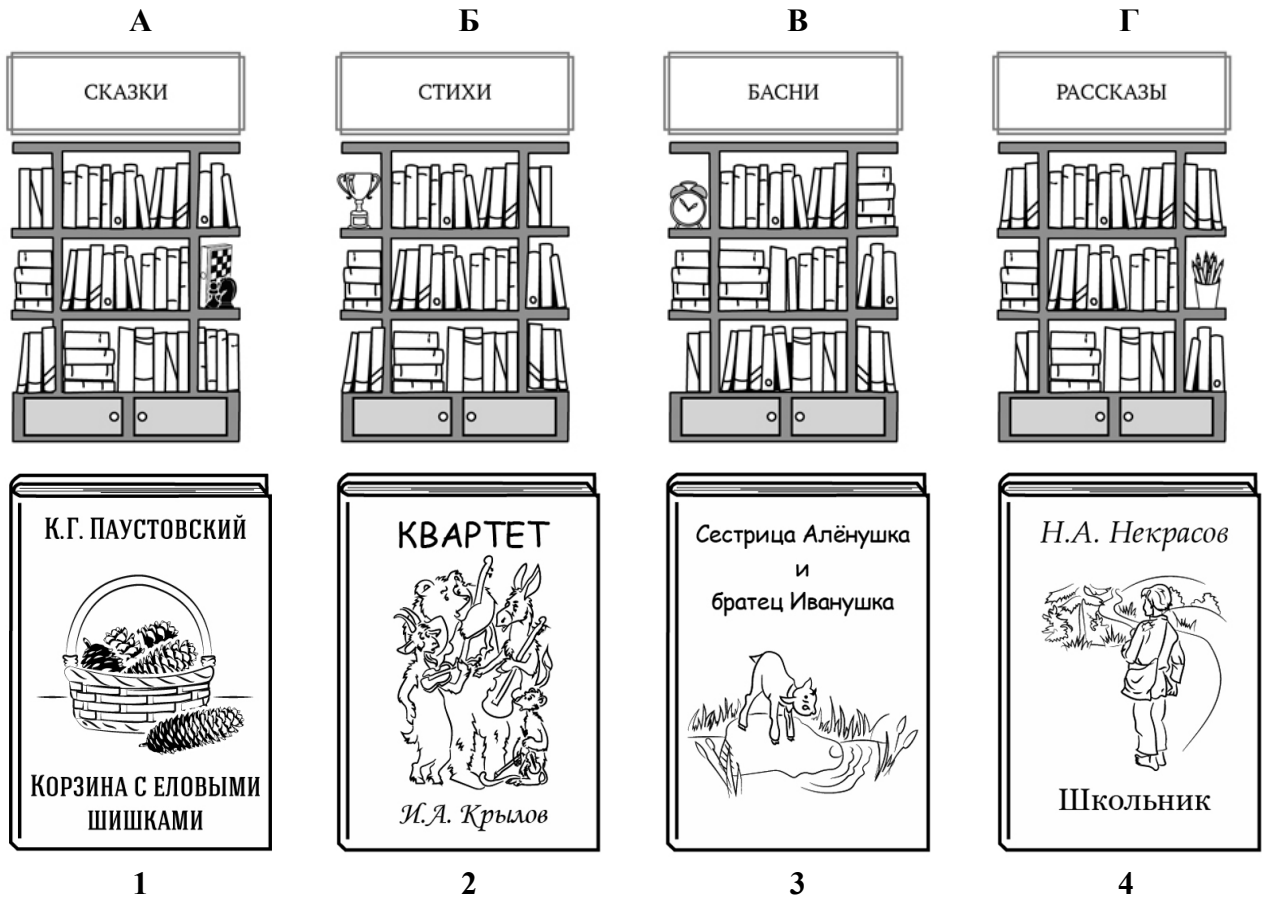 А Б В Г
СКАЗКИ СТИХИ БАСНИ РАССКАЗЫ
К.Г. Паустовский
Корзина с еловыми
шишками
КВАРТЕТ
И.А. Крылов
Сестрица Алёнушка
и
братец Иванушка
Н.А. Некрасов
Школьник
1 2 3 4